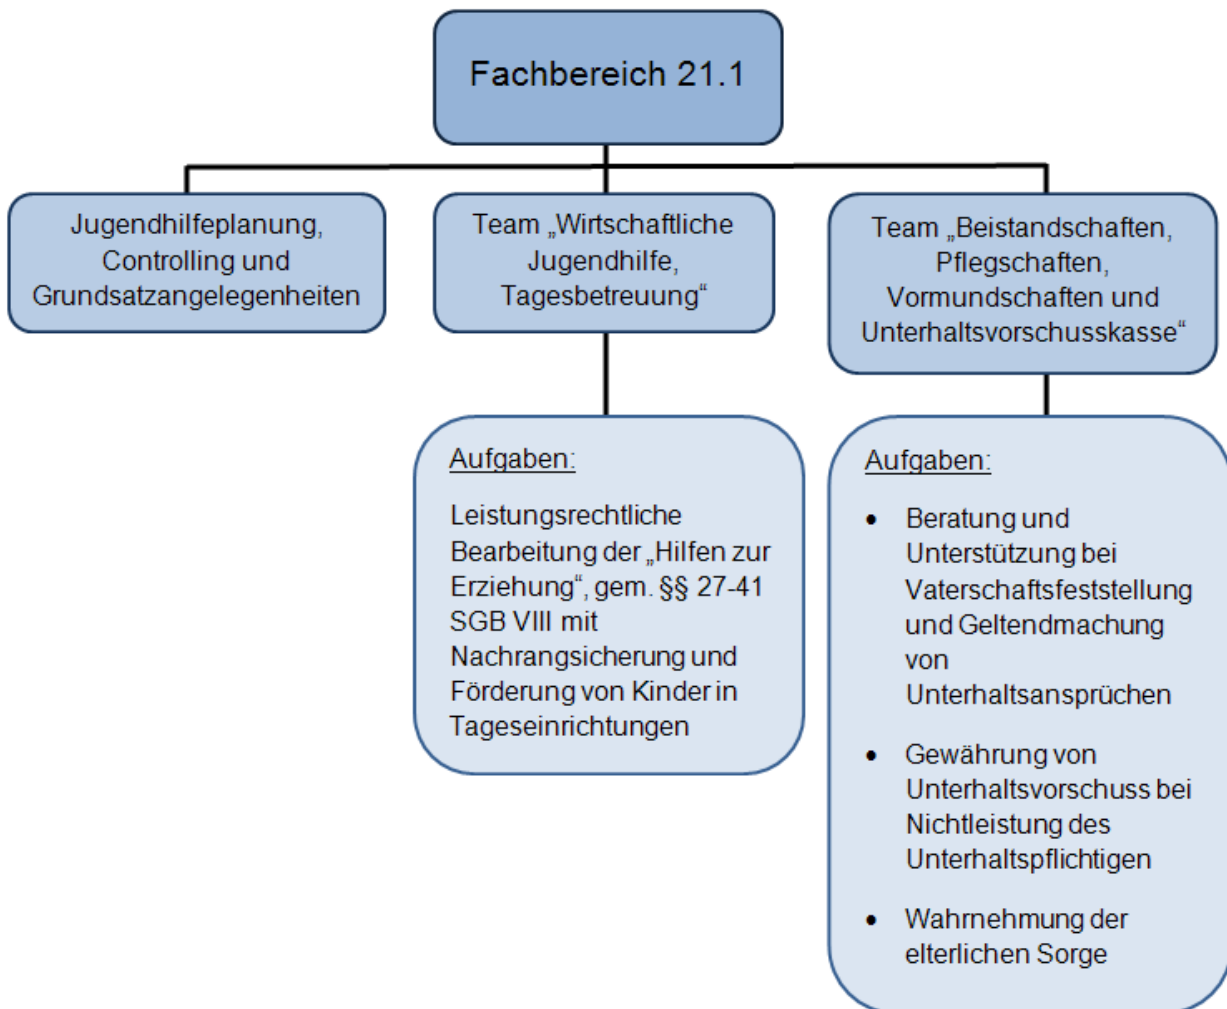 Fachbereich 21.1
Jugendhilfeplanung,
Controlling und
Grundsatzangelegenheiten
Team „Wirtschaftliche
Jugendhilfe,
Tagesbetreuung“
Team „Beistandschaften,
Pflegschaften,
Vormundschaften und
Unterhaltsvorschusskasse“
Aufgaben:
Leistungsrechtliche
Bearbeitung der „Hilfen zur
Erziehung“, gem. §§ 27-41
SGB VIII mit
Nachrangsicherung und
Förderung von Kinder in
Tageseinrichtungen
Aufgaben:
• Beratung und
Unterstützung bei
Vaterschaftsfeststellung
und Geltendmachung
von
Unterhaltsansprüchen
• Gewährung von
Unterhaltsvorschuss bei
Nichtleistung des
Unterhaltspflichtigen
• Wahrnehmung der
elterlichen Sorge